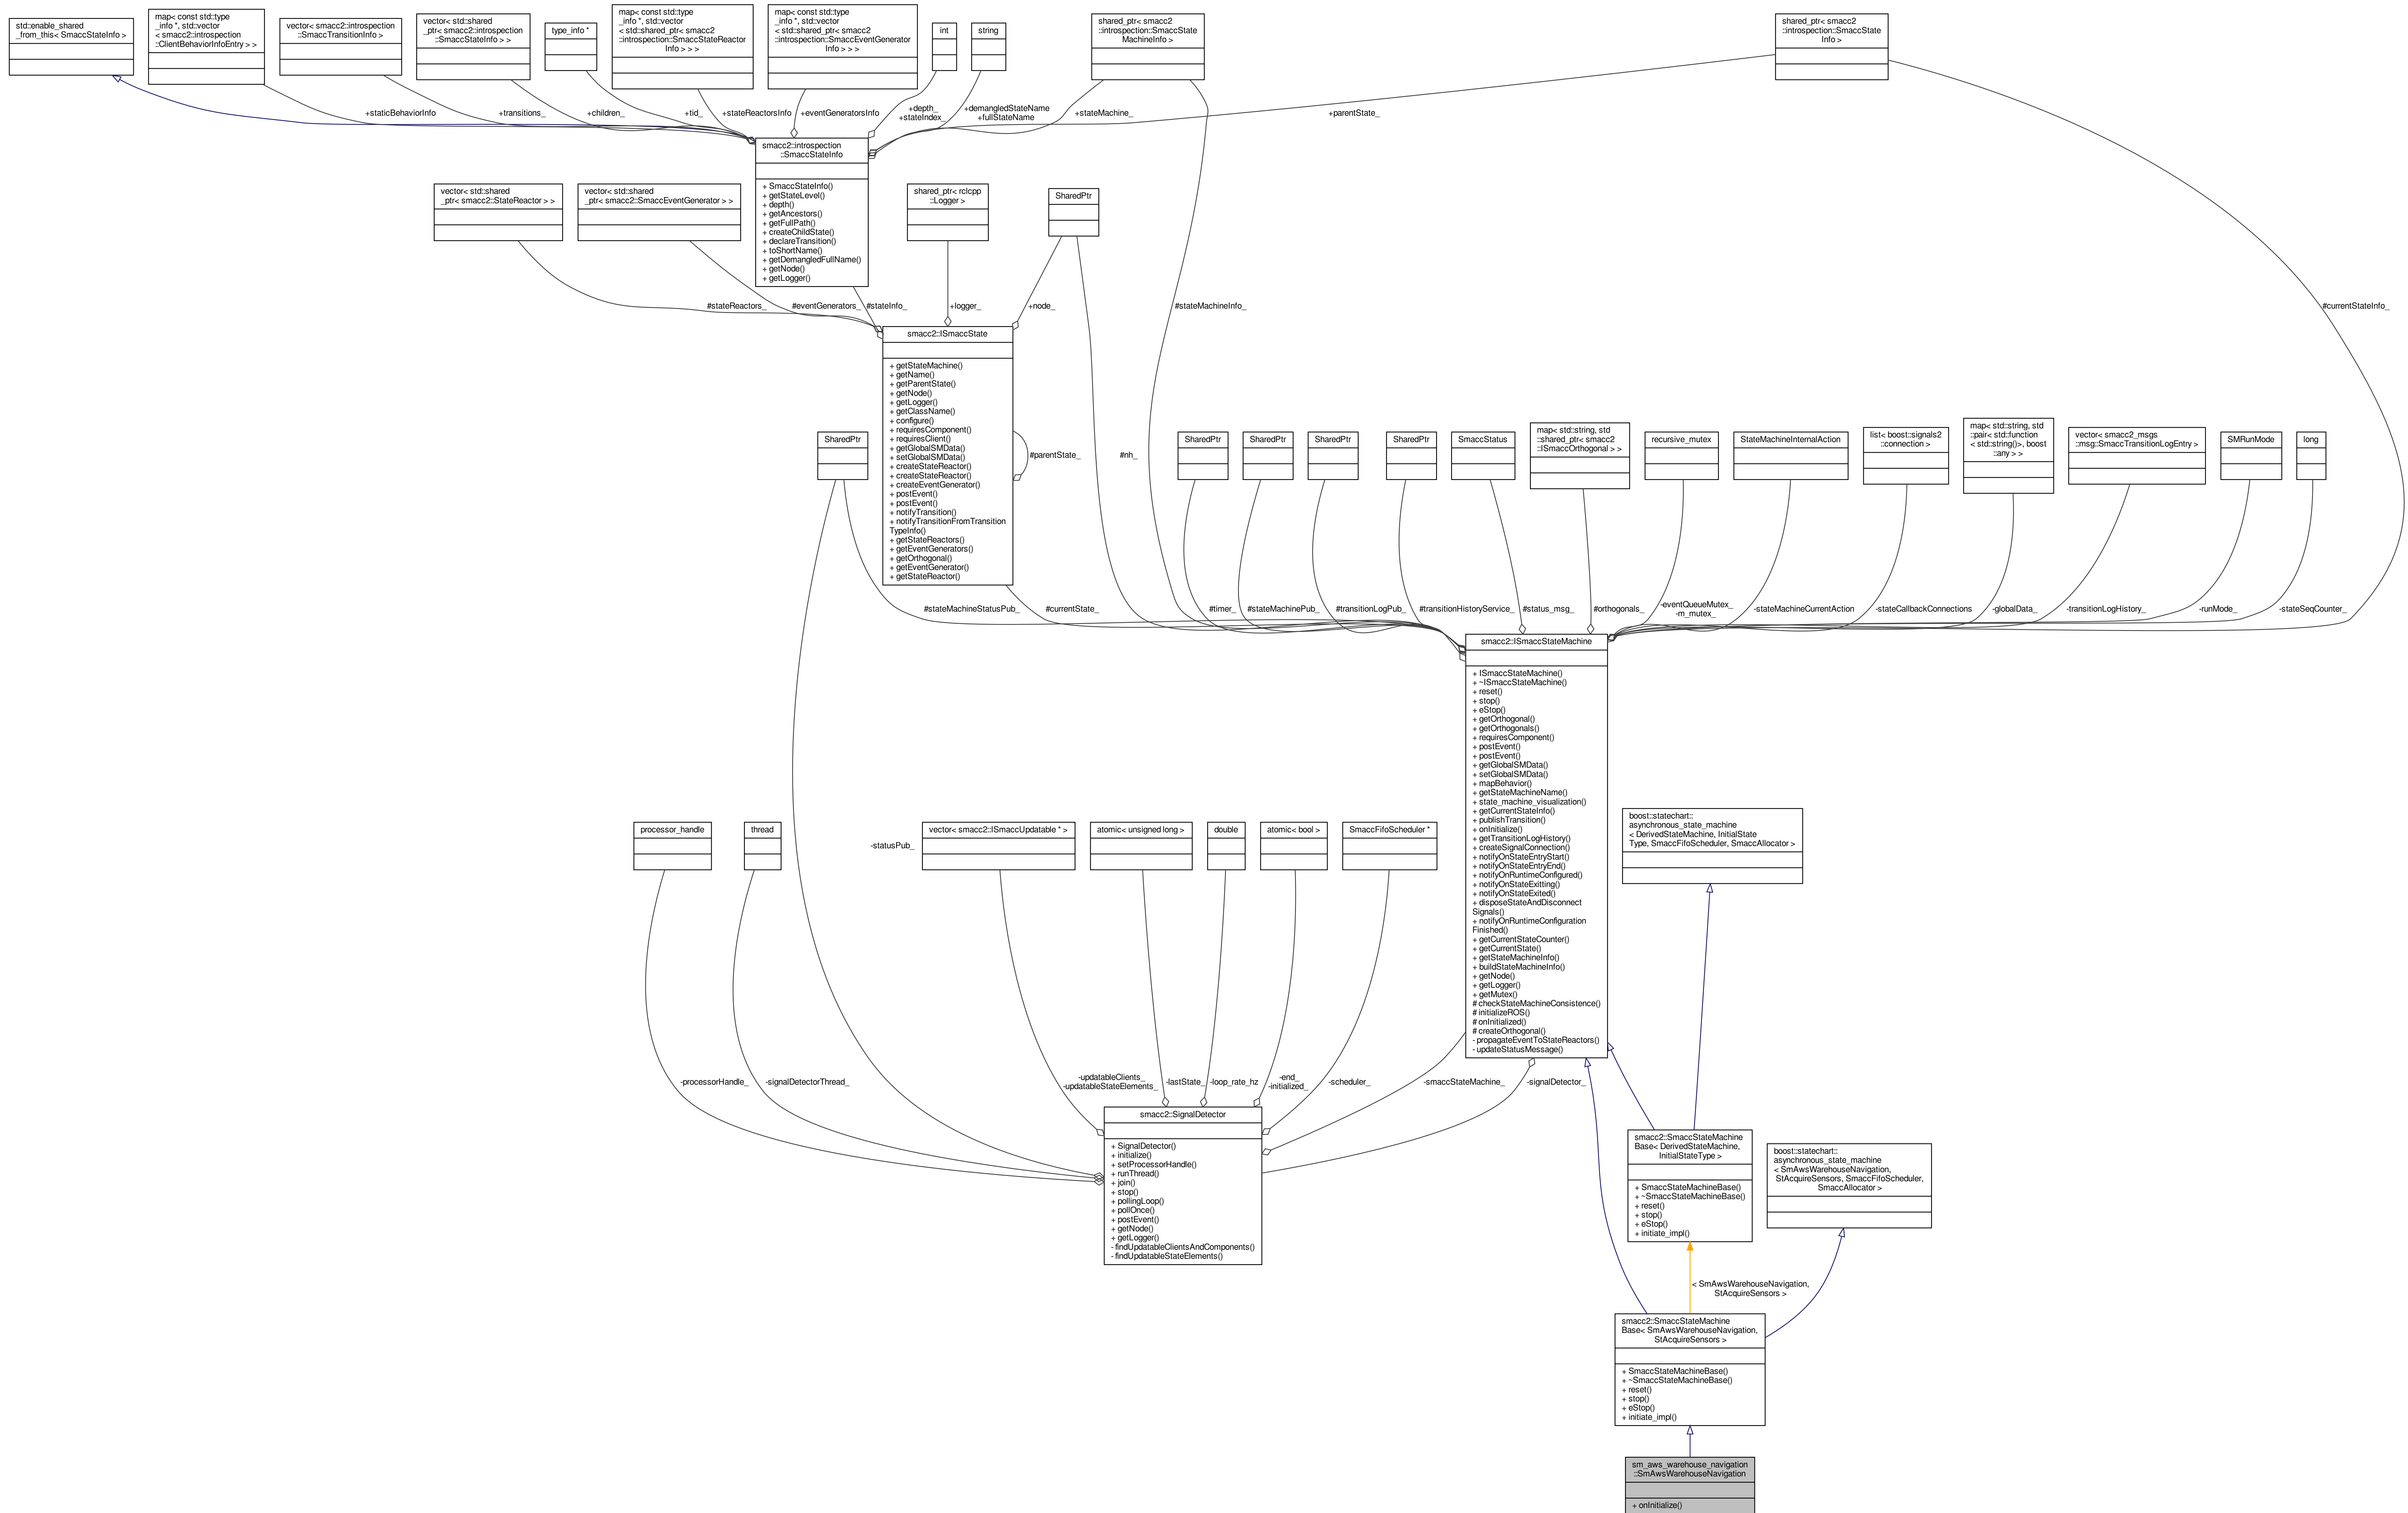 std::enable_shared
_from_this< SmaccStateInfo >
map< const std::type
_info *, std::vector
< smacc2::introspection
::ClientBehaviorInfoEntry > >
vector< smacc2::introspection
::SmaccTransitionInfo >
vector< std::shared
_ptr< smacc2::introspection
::SmaccStateInfo > >
type_info *
map< const std::type
_info *, std::vector
< std::shared_ptr< smacc2
::introspection::SmaccStateReactor
Info > > >
map< const std::type
_info *, std::vector
< std::shared_ptr< smacc2
::introspection::SmaccEventGenerator
Info > > >
int
string
shared_ptr< smacc2
::introspection::SmaccState
MachineInfo >
shared_ptr< smacc2
::introspection::SmaccState
Info >
+staticBehaviorInfo
+transitions_
+children_
+tid_
+stateReactorsInfo
+eventGeneratorsInfo
+depth_
+stateIndex_
+demangledStateName
+fullStateName
+stateMachine_
+parentState_
smacc2::introspection
::SmaccStateInfo
+ SmaccStateInfo()
+ getStateLevel()
+ depth()
+ getAncestors()
+ getFullPath()
+ createChildState()
+ declareTransition()
+ toShortName()
+ getDemangledFullName()
+ getNode()
+ getLogger()
vector< std::shared
_ptr< smacc2::StateReactor > >
vector< std::shared
_ptr< smacc2::SmaccEventGenerator > >
shared_ptr< rclcpp
::Logger >
SharedPtr
#stateReactors_
#eventGenerators_
#stateInfo_
+logger_
+node_
#stateMachineInfo_
#currentStateInfo_
smacc2::ISmaccState
+ getStateMachine()
+ getName()
+ getParentState()
+ getNode()
+ getLogger()
+ getClassName()
+ configure()
+ requiresComponent()
+ requiresClient()
+ getGlobalSMData()
+ setGlobalSMData()
+ createStateReactor()
+ createStateReactor()
+ createEventGenerator()
+ postEvent()
+ postEvent()
+ notifyTransition()
+ notifyTransitionFromTransition
TypeInfo()
+ getStateReactors()
+ getEventGenerators()
+ getOrthogonal()
+ getEventGenerator()
+ getStateReactor()
#parentState_
#nh_
SharedPtr
SharedPtr
SharedPtr
SharedPtr
SharedPtr
SmaccStatus
map< std::string, std
::shared_ptr< smacc2
::ISmaccOrthogonal > >
recursive_mutex
StateMachineInternalAction
list< boost::signals2
::connection >
map< std::string, std
::pair< std::function
< std::string()>, boost
::any > >
vector< smacc2_msgs
::msg::SmaccTransitionLogEntry >
SMRunMode
long
#stateMachineStatusPub_
#currentState_
#timer_
#stateMachinePub_
#transitionLogPub_
#transitionHistoryService_
#status_msg_
#orthogonals_
-eventQueueMutex_
-m_mutex_
-stateMachineCurrentAction
-stateCallbackConnections
-globalData_
-transitionLogHistory_
-runMode_
-stateSeqCounter_
smacc2::ISmaccStateMachine
+ ISmaccStateMachine()
+ ~ISmaccStateMachine()
+ reset()
+ stop()
+ eStop()
+ getOrthogonal()
+ getOrthogonals()
+ requiresComponent()
+ postEvent()
+ postEvent()
+ getGlobalSMData()
+ setGlobalSMData()
+ mapBehavior()
+ getStateMachineName()
+ state_machine_visualization()
+ getCurrentStateInfo()
+ publishTransition()
+ onInitialize()
+ getTransitionLogHistory()
+ createSignalConnection()
+ notifyOnStateEntryStart()
+ notifyOnStateEntryEnd()
+ notifyOnRuntimeConfigured()
+ notifyOnStateExitting()
+ notifyOnStateExited()
+ disposeStateAndDisconnect
Signals()
+ notifyOnRuntimeConfiguration
Finished()
+ getCurrentStateCounter()
+ getCurrentState()
+ getStateMachineInfo()
+ buildStateMachineInfo()
+ getNode()
+ getLogger()
+ getMutex()
# checkStateMachineConsistence()
# initializeROS()
# onInitialized()
# createOrthogonal()
- propagateEventToStateReactors()
- updateStatusMessage()
processor_handle
thread
-statusPub_
vector< smacc2::ISmaccUpdatable * >
atomic< unsigned long >
double
atomic< bool >
SmaccFifoScheduler *
boost::statechart::
asynchronous_state_machine
< DerivedStateMachine, InitialState
Type, SmaccFifoScheduler, SmaccAllocator >
-processorHandle_
-signalDetectorThread_
-updatableClients_
-updatableStateElements_
-lastState_
-loop_rate_hz
-end_
-initialized_
-scheduler_
-smaccStateMachine_
-signalDetector_
smacc2::SignalDetector
+ SignalDetector()
+ initialize()
+ setProcessorHandle()
+ runThread()
+ join()
+ stop()
+ pollingLoop()
+ pollOnce()
+ postEvent()
+ getNode()
+ getLogger()
- findUpdatableClientsAndComponents()
- findUpdatableStateElements()
smacc2::SmaccStateMachine
Base< DerivedStateMachine,
InitialStateType >
+ SmaccStateMachineBase()
+ ~SmaccStateMachineBase()
+ reset()
+ stop()
+ eStop()
+ initiate_impl()
boost::statechart::
asynchronous_state_machine
< SmAwsWarehouseNavigation,
StAcquireSensors, SmaccFifoScheduler,
SmaccAllocator >
< SmAwsWarehouseNavigation,
StAcquireSensors >
smacc2::SmaccStateMachine
Base< SmAwsWarehouseNavigation,
StAcquireSensors >
+ SmaccStateMachineBase()
+ ~SmaccStateMachineBase()
+ reset()
+ stop()
+ eStop()
+ initiate_impl()
sm_aws_warehouse_navigation
::SmAwsWarehouseNavigation
+ onInitialize()